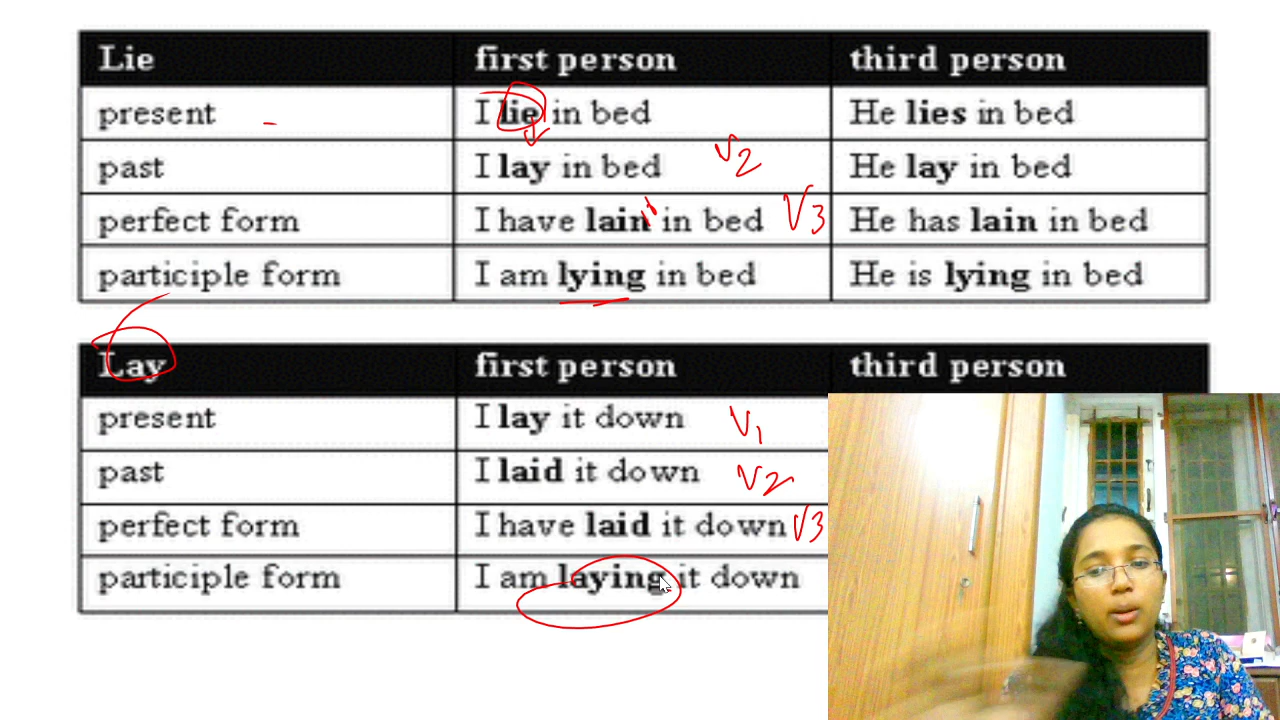 Lie first person third person
present I lie in bed He lies in bed
past I lay in bed V2 He lay in bed
perfect form I have lain in bed V3 He has lain in bed
participle form I am lying in bed He is lying in bed
Lay first person third person
present I lay it down V1
past I laid it down V2
perfect form I have laid it down V3
participle form I am laying it down